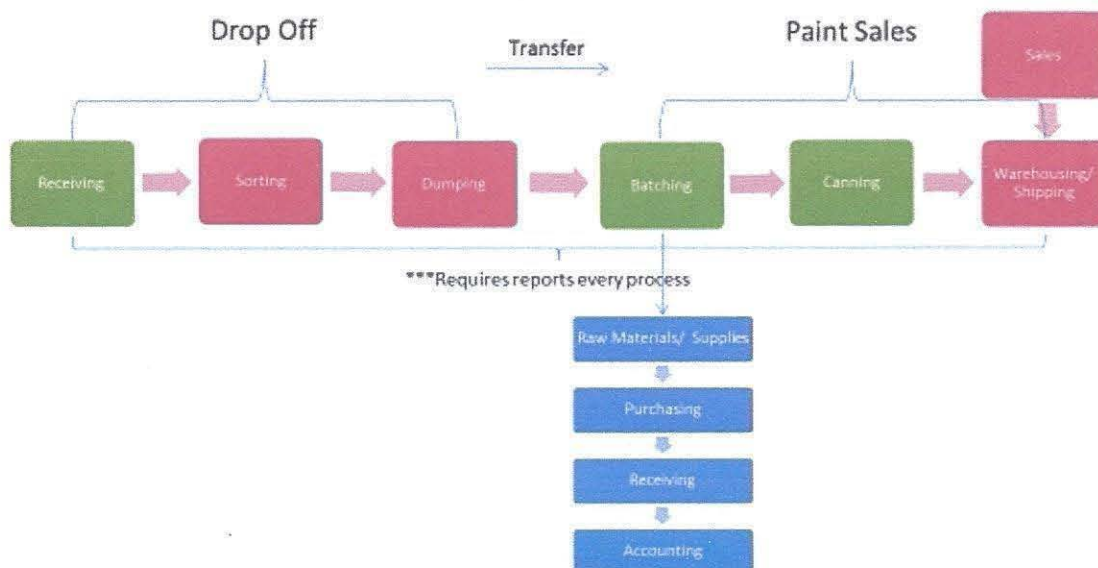 Drop Off
Transfer
Paint Sales
Sales
Receiving
Sorting
Dumping
Batching
Canning
Warehousing/
Shipping
***Requires reports every process
Raw Materials/ Supplies
Purchasing
Receiving
Accounting